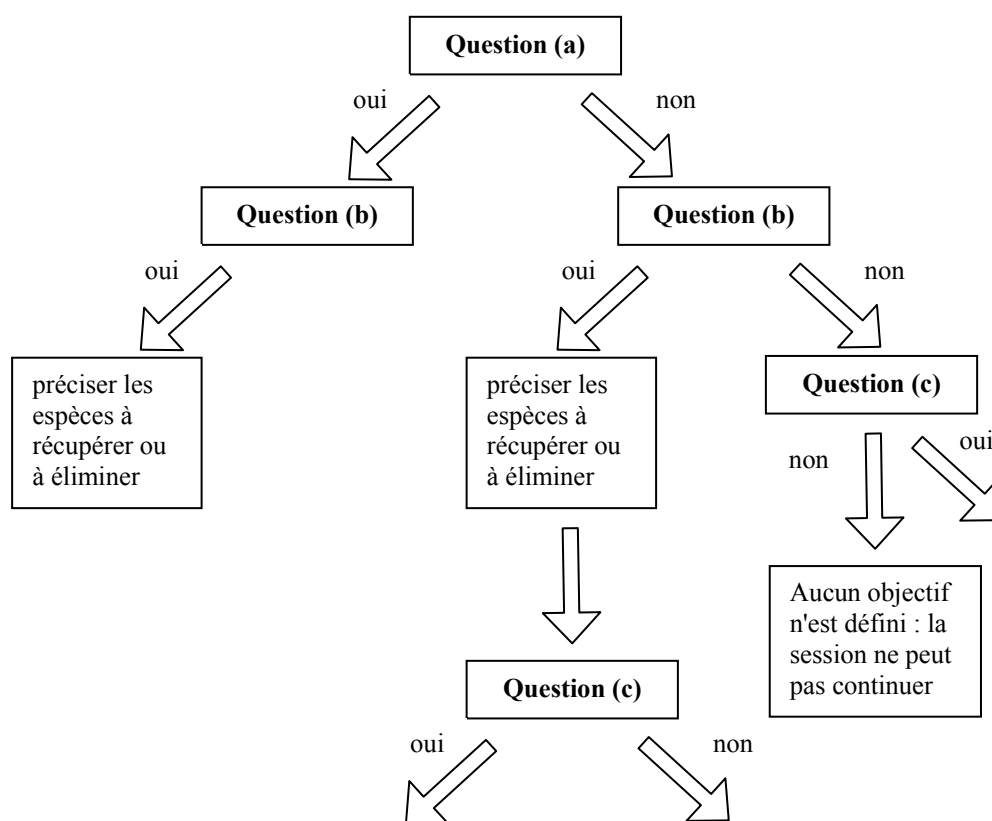 Question (a)
oui
non
Question (b)
Question (b)
oui
oui
non
préciser les
espèces à
récupérer ou
à éliminer
préciser les
espèces à
récupérer ou
à éliminer
Question (c)
non
oui
Aucun objectif
n'est défini : la
session ne peut
pas continuer
Question (c)
oui
non